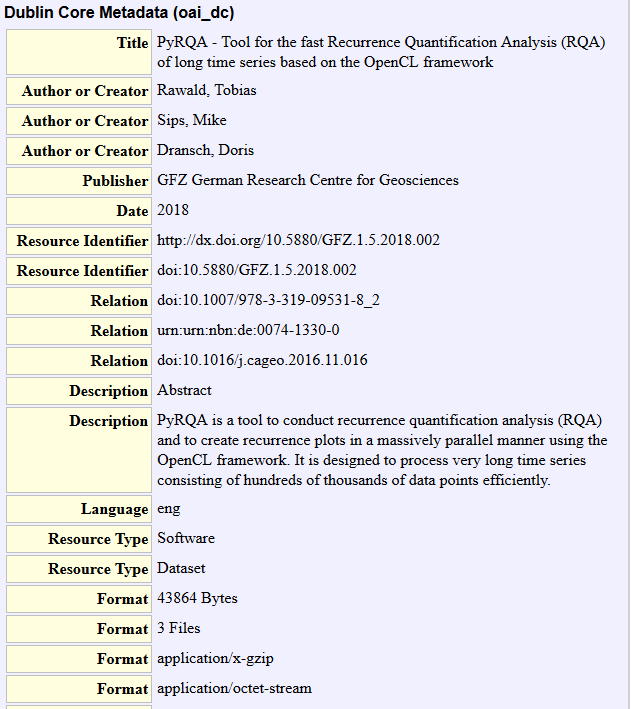 Dublin Core Metadata (oai_dc)
Title PyRQA - Tool for the fast Recurrence Quantification Analysis (RQA)
of long time series based on the OpenCL framework
Author or Creator Rawald, Tobias
Author or Creator Sips, Mike
Author or Creator Dransch, Doris
Publisher GFZ German Research Centre for Geosciences
Date 2018
Resource Identifier http://dx.doi.org/10.5880/GFZ.1.5.2018.002
Resource Identifier doi:10.5880/GFZ.1.5.2018.002
Relation doi:10.1007/978-3-319-09531-8_2
Relation urn:urn:nbn:de:0074-1330-0
Relation doi:10.1016/j.cageo.2016.11.016
Description Abstract
Description PyRQA is a tool to conduct recurrence quantification analysis (RQA)
and to create recurrence plots in a massively parallel manner using the
OpenCL framework. It is designed to process very long time series
consisting of hundreds of thousands of data points efficiently.
Language eng
Resource Type Software
Resource Type Dataset
Format 43864 Bytes
Format 3 Files
Format application/x-gzip
Format application/octet-stream